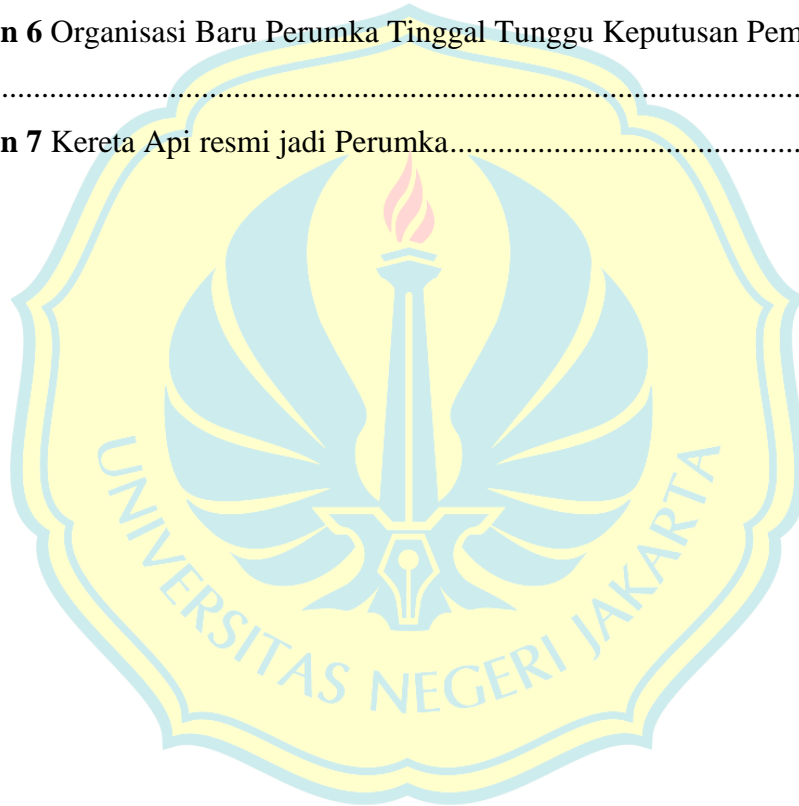 n 6 Organisasi Baru Perumka Tinggal Tunggu Keputusan Pem
....................................................................................................
n 7 Kereta Api resmi jadi Perumka............................................
UNIVERSITAS NEGERI JAKARTA